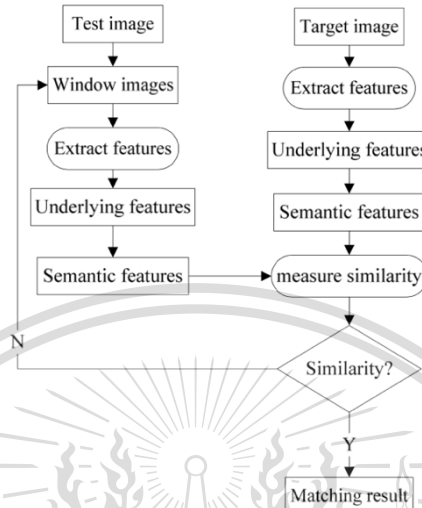 Test image
Window images
Extract features
Underlying features
Semantic features
Target image
Extract features
Underlying features
Semantic features
measure similarity
Similarity?
N
Y
Matching result